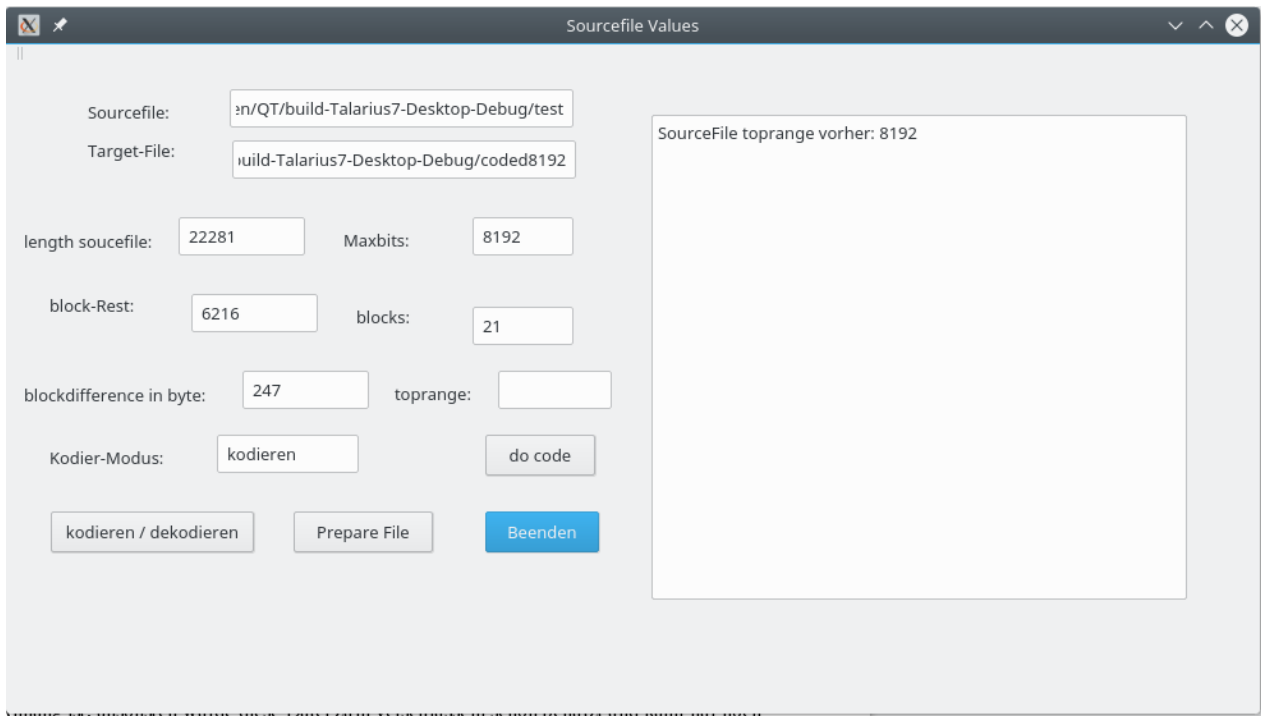 Sourcefile Values
Sourcefile:
en/QT/build-Talarius7-Desktop-Debug/test
Target-File:
build-Talarius7-Desktop-Debug/coded8192
length soucefile:
22281
Maxbits:
8192
block-Rest:
6216
blocks:
21
blockdifference in byte:
247
toprange:
Kodier-Modus:
kodieren
do code
kodieren / dekodieren
Prepare File
Beenden
SourceFile toprange vorher: 8192